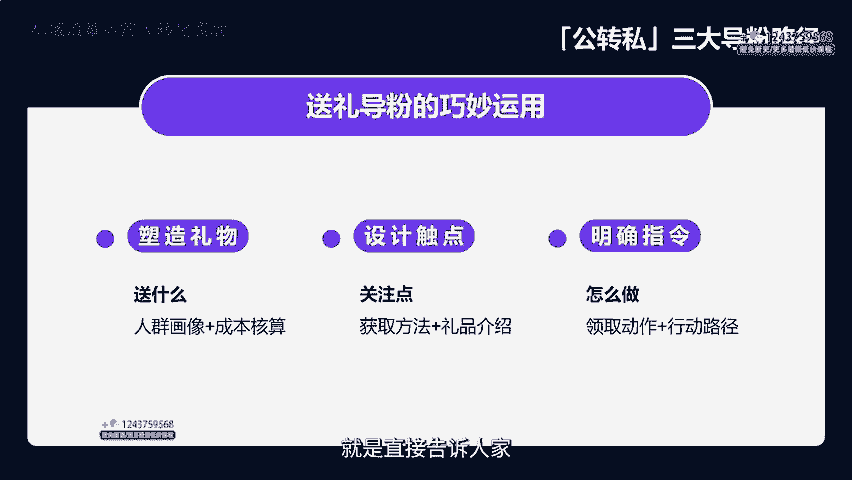 「公转私」三大导粉路径
1243759568
送礼导粉的巧妙运用
塑造礼物
设计触点
明确指令
送什么
关注点
怎么做
人群画像+成本核算
获取方法+礼品介绍
领取动作+行动路径
+ 1243759568
就是直接告诉人家